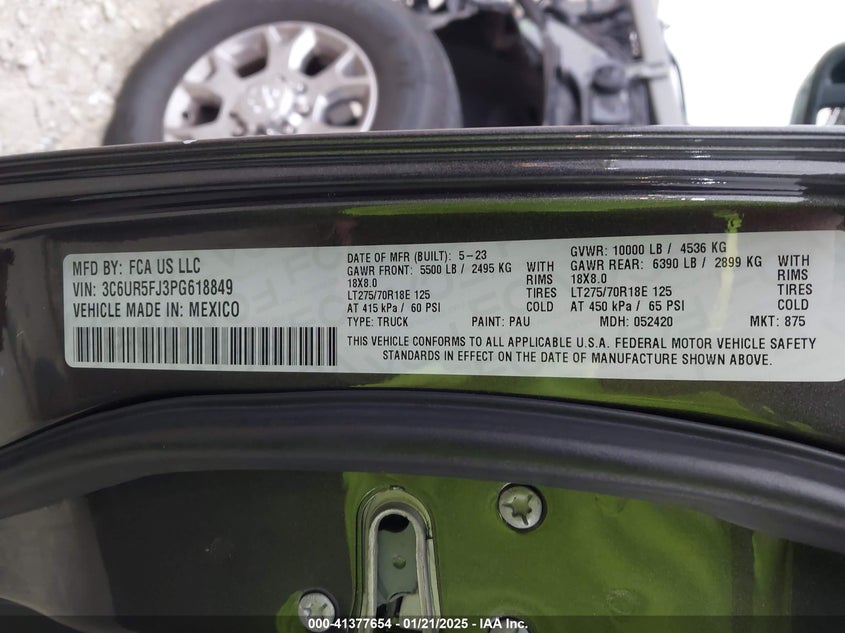 MFD BY: FCA US LLC
VIN: 3C6UR5FJ3PG618849
VEHICLE MADE IN: MEXICO
DATE OF MFR (BUILT): 5-23
GAWR FRONT: 5500 LB / 2495 KG WITH
18X8.0 RIMS
LT275/70R18E 125 TIRES
AT 415 kPa / 60 PSI COLD
TYPE: TRUCK PAINT: PAU
GVWR: 10000 LB / 4536 KG
GAWR REAR: 6390 LB / 2899 KG WITH
18X8.0 RIMS
LT275/70R18E 125 TIRES
AT 450 kPa / 65 PSI COLD
MDH: 052420 MKT: 875
THIS VEHICLE CONFORMS TO ALL APPLICABLE U.S.A. FEDERAL MOTOR VEHICLE SAFETY
STANDARDS IN EFFECT ON THE DATE OF MANUFACTURE SHOWN ABOVE.
000-41377654 - 01/21/2025 - IAA Inc.